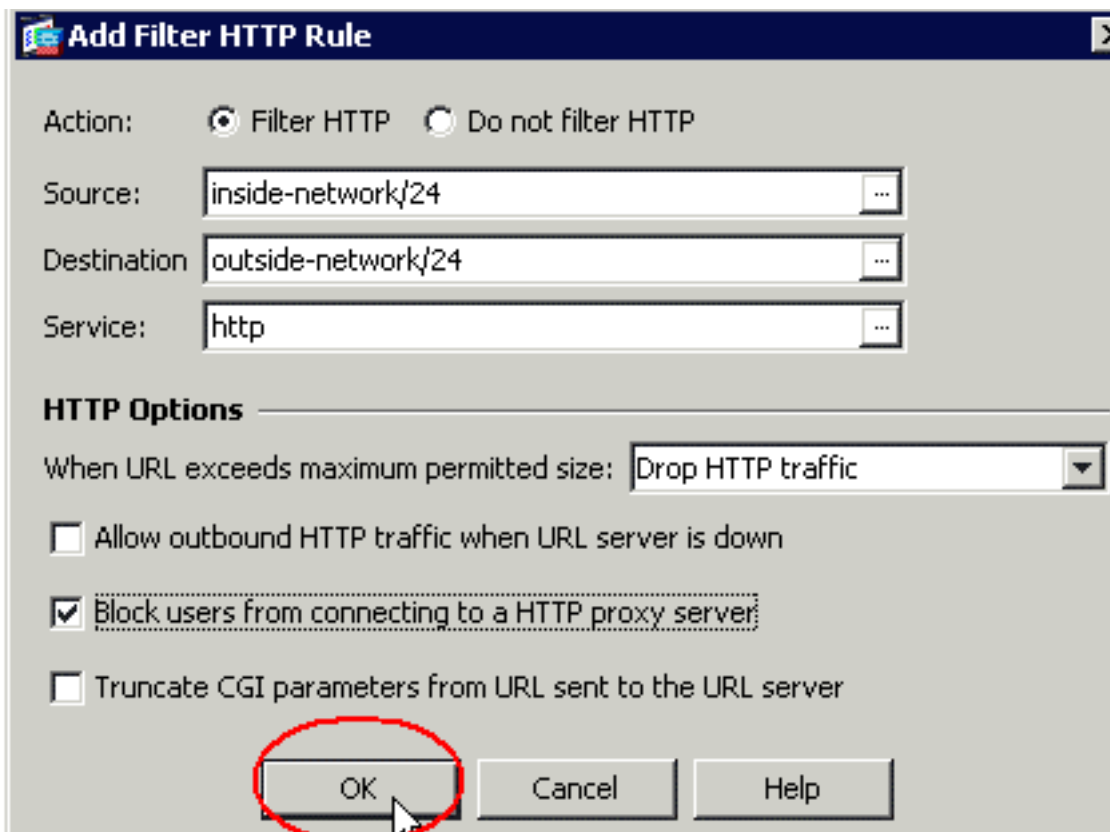 Add Filter HTTP Rule
Action: Filter HTTP Do not filter HTTP
Source: inside-network/24 ...
Destination outside-network/24 ...
Service: http ...
HTTP Options
When URL exceeds maximum permitted size: Drop HTTP traffic
Allow outbound HTTP traffic when URL server is down
Block users from connecting to a HTTP proxy server
Truncate CGI parameters from URL sent to the URL server
OK Cancel Help